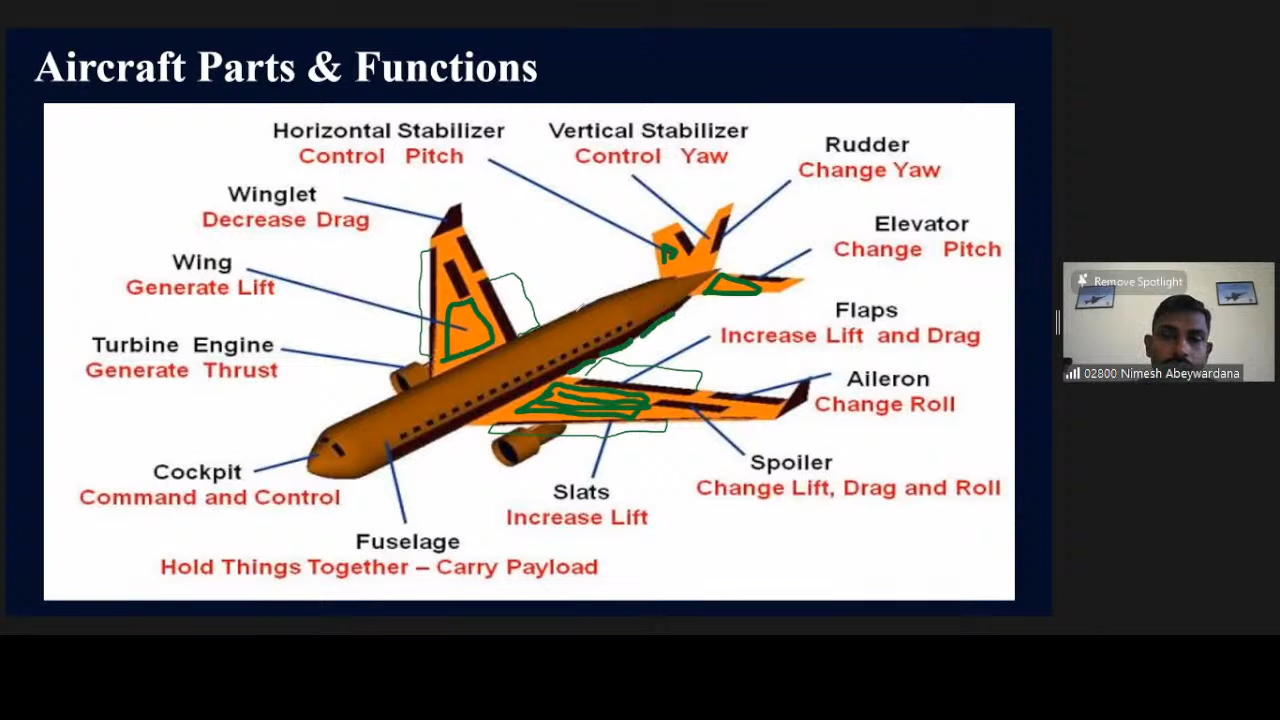 Aircraft Parts & Functions
Horizontal Stabilizer
Control Pitch
Vertical Stabilizer
Control Yaw
Rudder
Change Yaw
Winglet
Decrease Drag
Elevator
Change Pitch
Wing
Generate Lift
Flaps
Increase Lift and Drag
Turbine Engine
Generate Thrust
Aileron
Change Roll
Cockpit
Command and Control
Spoiler
Change Lift, Drag and Roll
Slats
Increase Lift
Fuselage
Hold Things Together – Carry Payload
Remove Spotlight
02800 Nimesh Abeywardana